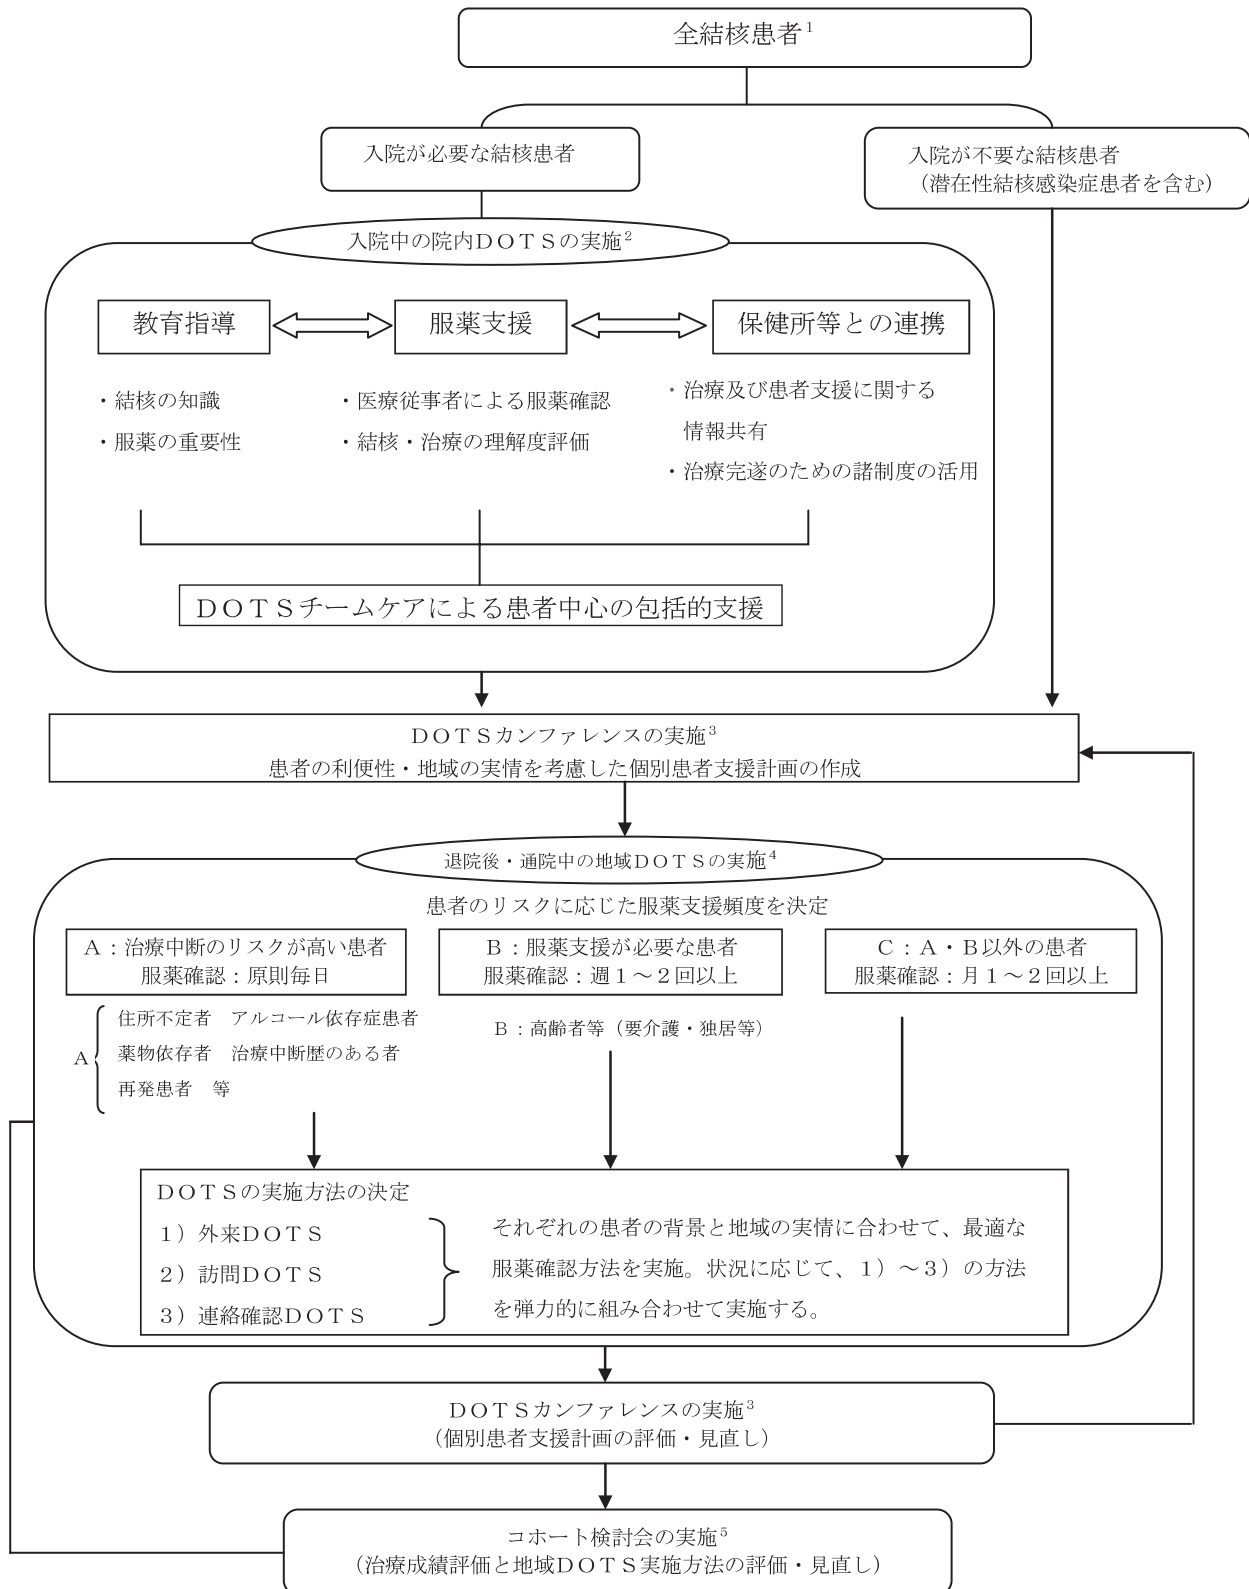 全結核患者¹
入院が必要な結核患者
入院が不要な結核患者
（潜在性結核感染症患者を含む）
入院中の院内ＤＯＴＳの実施²
教育指導
服薬支援
保健所等との連携
・結核の知識
・服薬の重要性
・医療従事者による服薬確認
・結核・治療の理解度評価
・治療及び患者支援に関する
情報共有
・治療完遂のための諸制度の活用
ＤＯＴＳチームケアによる患者中心の包括的支援
ＤＯＴＳカンファレンスの実施³
患者の利便性・地域の実情を考慮した個別患者支援計画の作成
退院後・通院中の地域ＤＯＴＳの実施⁴
患者のリスクに応じた服薬支援頻度を決定
Ａ：治療中断のリスクが高い患者
服薬確認：原則毎日
Ｂ：服薬支援が必要な患者
服薬確認：週１～２回以上
Ｃ：Ａ・Ｂ以外の患者
服薬確認：月１～２回以上
Ａ
住所不定者　アルコール依存症患者
薬物依存者　治療中断歴のある者
再発患者　等
Ｂ：高齢者等（要介護・独居等）
ＤＯＴＳの実施方法の決定
１）外来ＤＯＴＳ
２）訪問ＤＯＴＳ
３）連絡確認ＤＯＴＳ
それぞれの患者の背景と地域の実情に合わせて、最適な
服薬確認方法を実施。状況に応じて、１）～３）の方法
を弾力的に組み合わせて実施する。
ＤＯＴＳカンファレンスの実施³
（個別患者支援計画の評価・見直し）
コホート検討会の実施⁵
（治療成績評価と地域ＤＯＴＳ実施方法の評価・見直し）